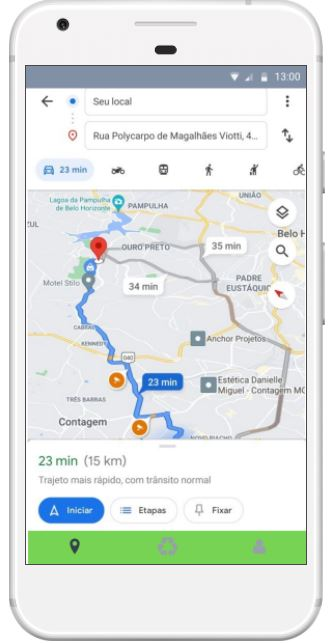 13:00
Seu local
Rua Polycarpo de Magalhães Viotti, 4...
23 min
Lagoa da Pampulha
de Belo Horizonte
PAMPULHA
UNIÃO
Belo H
OURO PRETO
35 min
PADRE
EUSTÁQUIO
Motel Stilo
34 min
CABRAL
KENNEDY
Anchor Projetos
040
23 min
Estética Danielle
Miguel - Contagem MG
TRÊS BARRAS
Contagem
NOVO RIACHO
23 min (15 km)
Trajeto mais rápido, com trânsito normal
Iniciar
Etapas
Fixar